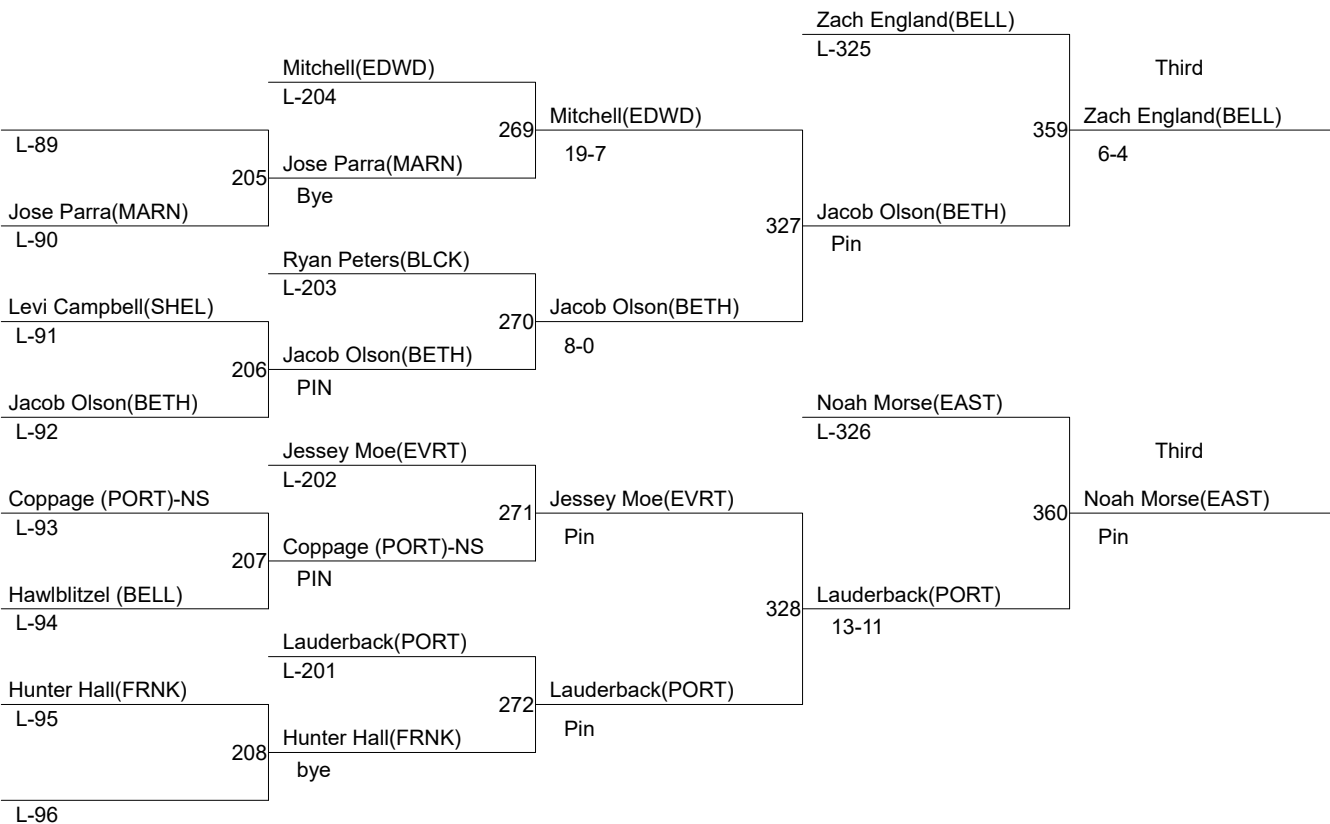 Zach England(BELL)
L-325
Mitchell(EDWD)
Third
L-204
Mitchell(EDWD)
Zach England(BELL)
269
359
L-89
19-7
6-4
Jose Parra(MARN)
205
Bye
Jose Parra(MARN)
Jacob Olson(BETH)
327
L-90
Pin
Ryan Peters(BLCK)
L-203
Levi Campbell(SHEL)
Jacob Olson(BETH)
270
L-91
8-0
Jacob Olson(BETH)
206
PIN
Jacob Olson(BETH)
Noah Morse(EAST)
L-92
L-326
Jessey Moe(EVRT)
Third
L-202
Coppage (PORT)-NS
Jessey Moe(EVRT)
Noah Morse(EAST)
271
360
L-93
Pin
Pin
Coppage (PORT)-NS
207
PIN
Hawlblitzel (BELL)
Lauderback(PORT)
328
L-94
13-11
Lauderback(PORT)
L-201
Hunter Hall(FRNK)
Lauderback(PORT)
272
L-95
Pin
Hunter Hall(FRNK)
208
bye
L-96